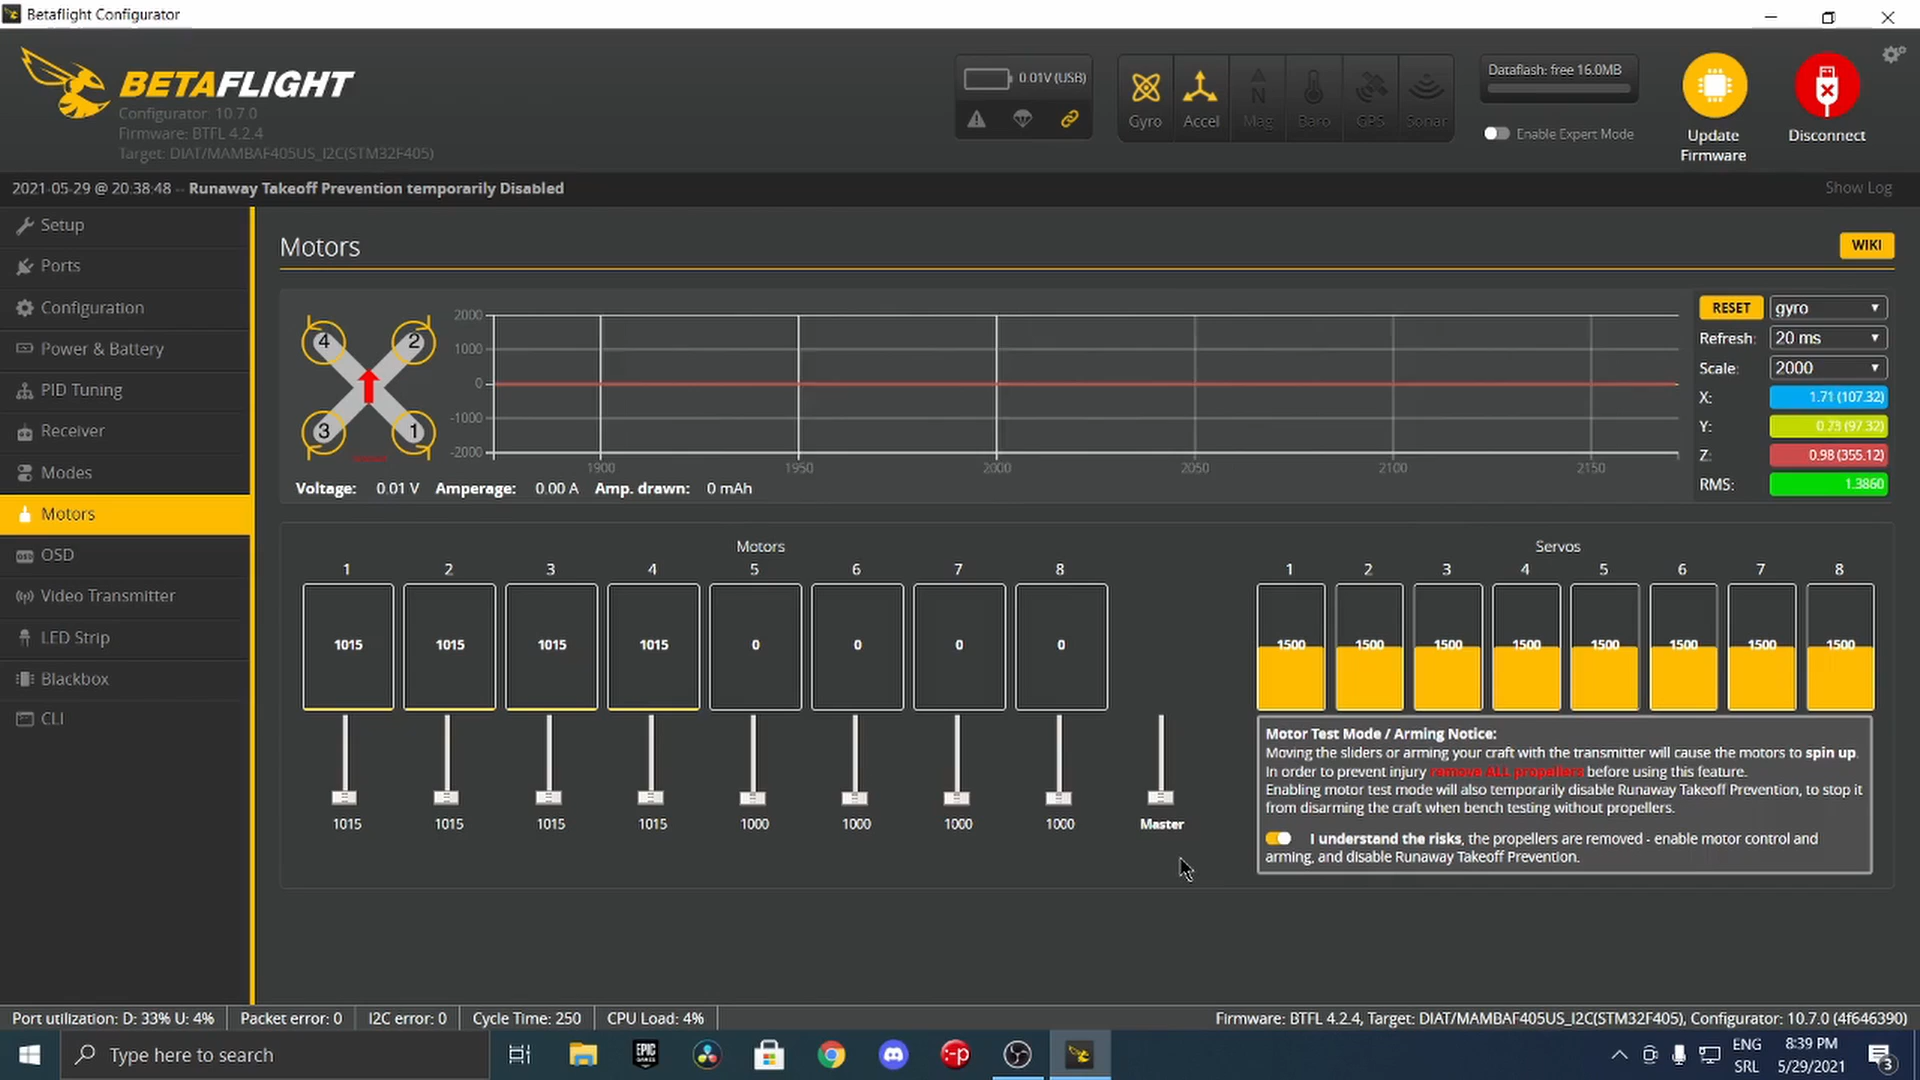 Betaflight Configurator
BETAFLIGHT
Configurator: 10.7.0
Firmware: BTFL 4.2.4
Target: DIAT/MAMBAF405US_I2C(STM32F405)
0.01V (USB)
Gyro
Accel
Mag
Baro
GPS
Sonar
Dataflash: free 16.0MB
Enable Expert Mode
Update
Firmware
Disconnect
2021-05-29 @ 20:38:48 -- Runaway Takeoff Prevention temporarily Disabled
Show Log
Setup
Ports
Configuration
Power & Battery
PID Tuning
Receiver
Modes
Motors
OSD
Video Transmitter
LED Strip
Blackbox
CLI
Motors
WIKI
4 2
3 1
2000
1000
0
-1000
-2000
1900 1950 2000 2050 2100 2150
RESET gyro
Refresh: 20 ms
Scale: 2000
X: 1.71 (107.32)
Y: 0.73 (97.32)
Z: 0.98 (355.12)
RMS: 1.3860
Voltage: 0.01 V Amperage: 0.00 A Amp. drawn: 0 mAh
Motors
1 2 3 4 5 6 7 8
1015 1015 1015 1015 0 0 0 0
1015 1015 1015 1015 1000 1000 1000 1000 Master
Servos
1 2 3 4 5 6 7 8
1500 1500 1500 1500 1500 1500 1500 1500
Motor Test Mode / Arming Notice:
Moving the sliders or arming your craft with the transmitter will cause the motors to spin up.
In order to prevent injury remove ALL propellers before using this feature.
Enabling motor test mode will also temporarily disable Runaway Takeoff Prevention, to stop it
from disarming the craft when bench testing without propellers.
I understand the risks, the propellers are removed - enable motor control and
arming, and disable Runaway Takeoff Prevention.
Port utilization: D: 33% U: 4% Packet error: 0 I2C error: 0 Cycle Time: 250 CPU Load: 4%
Firmware: BTFL 4.2.4, Target: DIAT/MAMBAF405US_I2C(STM32F405), Configurator: 10.7.0 (4f646390)
Type here to search
EPIC
GAMES
:-p
ENG
SRL
8:39 PM
5/29/2021
3